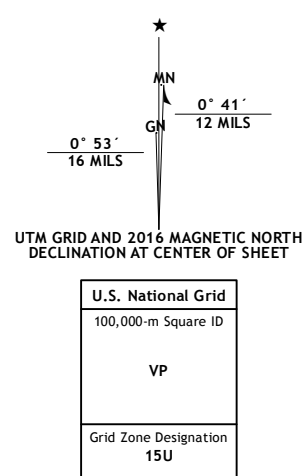 ★
MN
0° 41´
12 MILS
GN
0° 53´
16 MILS
UTM GRID AND 2016 MAGNETIC NORTH
DECLINATION AT CENTER OF SHEET
U.S. National Grid
100,000-m Square ID
VP
Grid Zone Designation
15U